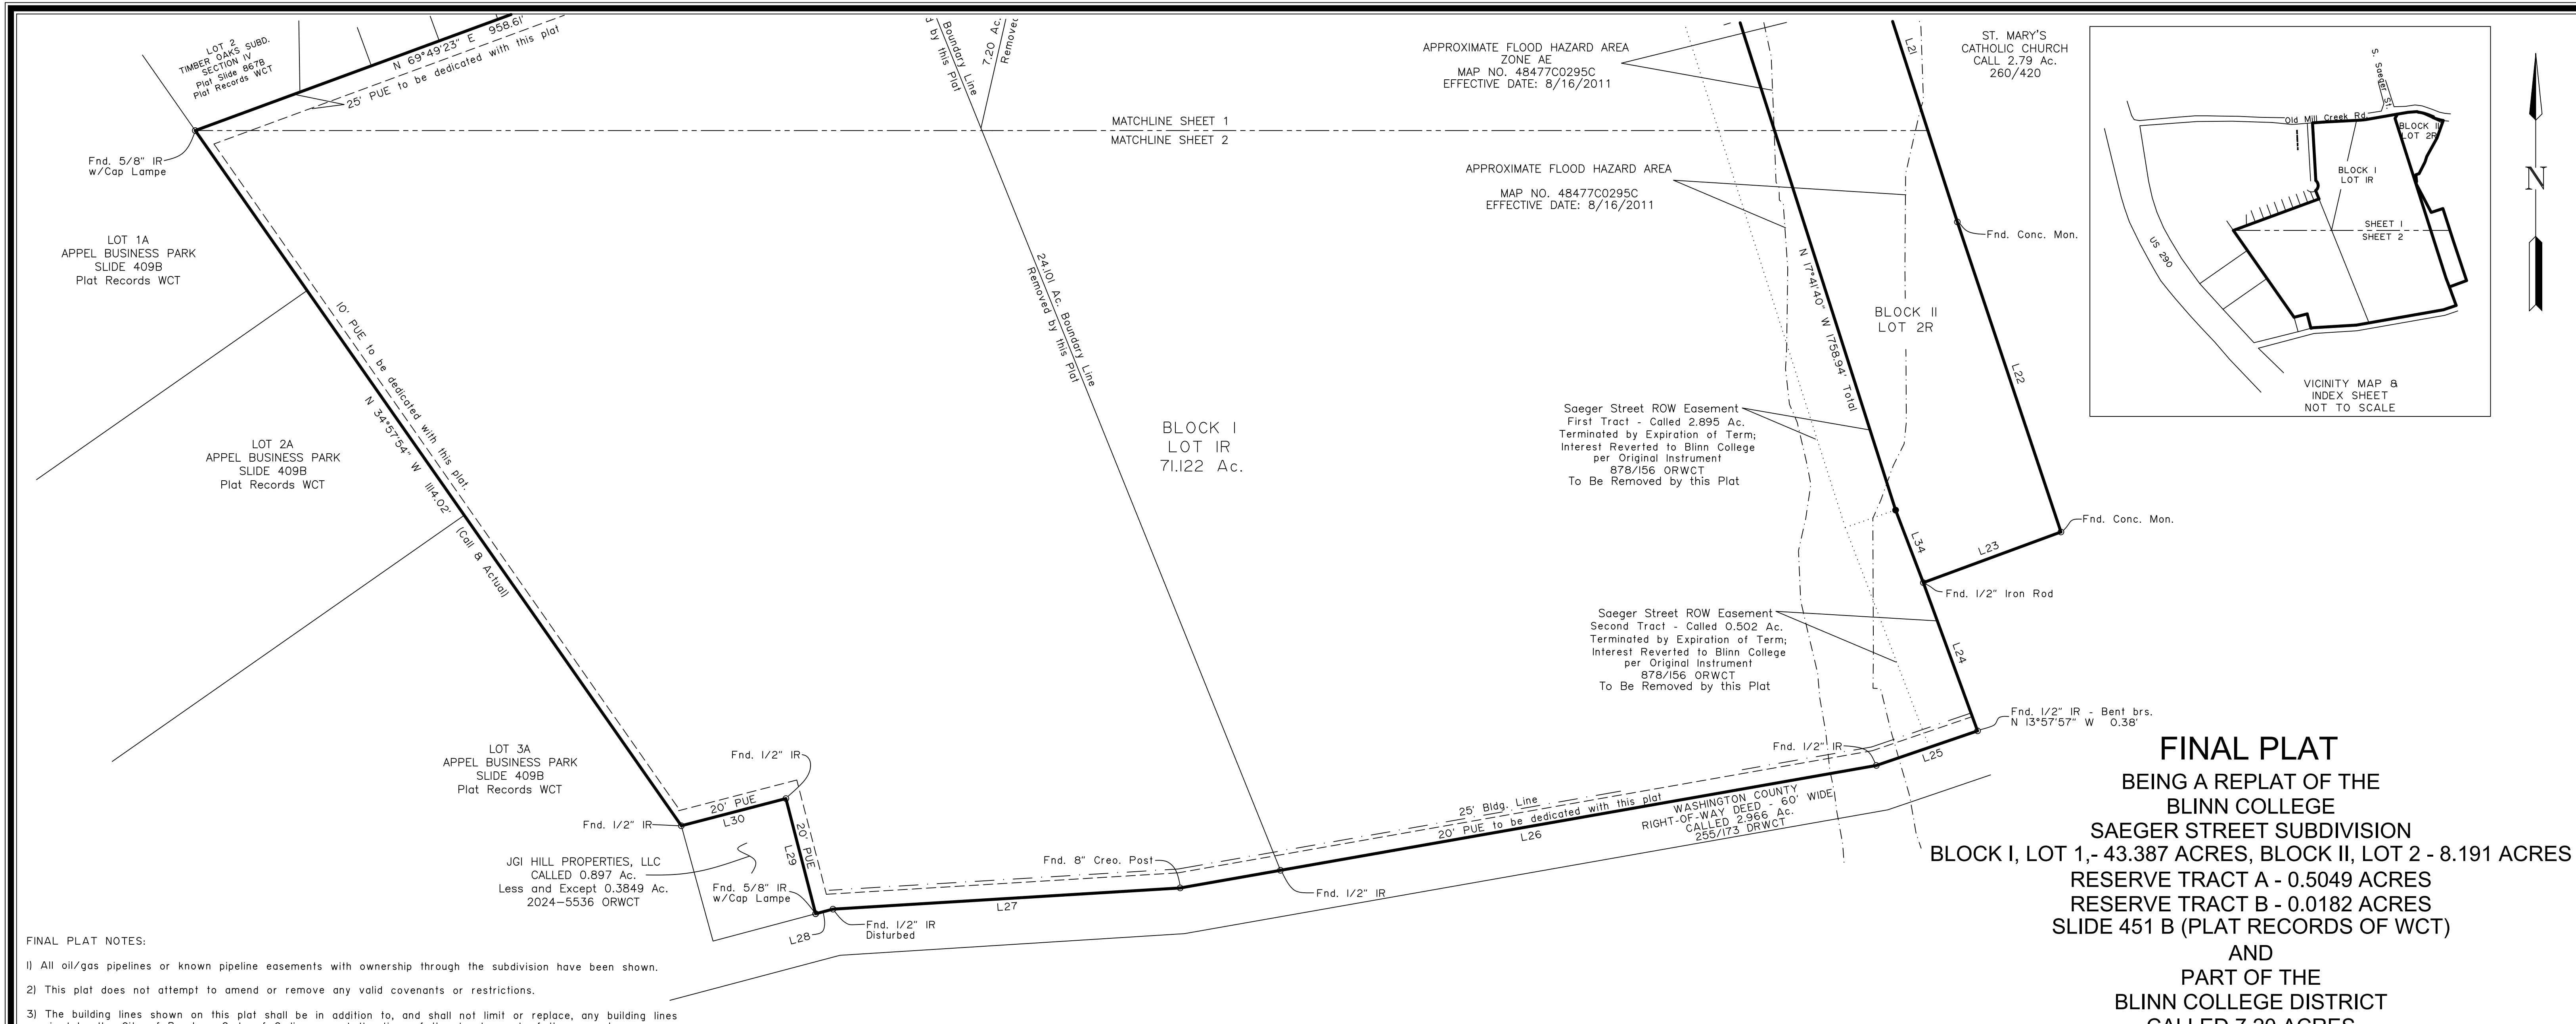 LOT 2
TIMBER OAKS SUBD.
SECTION IV
Plat Slide 867B
Plat Records WCT
N 69°49'23" E 958.61'
25' PUE to be dedicated with this plat
Boundary Line
d by this Plat
7.20 Ac.
Removed
APPROXIMATE FLOOD HAZARD AREA
ZONE AE
MAP NO. 48477C0295C
EFFECTIVE DATE: 8/16/2011
L21
ST. MARY'S
CATHOLIC CHURCH
CALL 2.79 Ac.
260/420
S. Saeger St.
Old Mill Creek Rd.
BLOCK II
LOT 2R
BLOCK I
LOT IR
SHEET I
SHEET 2
US 290
VICINITY MAP &
INDEX SHEET
NOT TO SCALE
N
MATCHLINE SHEET 1
MATCHLINE SHEET 2
Fnd. 5/8" IR
w/Cap Lampe
APPROXIMATE FLOOD HAZARD AREA
MAP NO. 48477C0295C
EFFECTIVE DATE: 8/16/2011
Fnd. Conc. Mon.
LOT 1A
APPEL BUSINESS PARK
SLIDE 409B
Plat Records WCT
10' PUE to be dedicated with this plat.
N 34°57'54" W 1114.02' (Call & Actual)
24.101 Ac. Boundary Line
Removed by this Plat
N 17°41'40" W 1758.94' Total
BLOCK II
LOT 2R
L22
LOT 2A
APPEL BUSINESS PARK
SLIDE 409B
Plat Records WCT
BLOCK I
LOT IR
71.122 Ac.
Saeger Street ROW Easement
First Tract - Called 2.895 Ac.
Terminated by Expiration of Term;
Interest Reverted to Blinn College
per Original Instrument
878/156 ORWCT
To Be Removed by this Plat
Fnd. Conc. Mon.
L34
L23
Fnd. 1/2" Iron Rod
Saeger Street ROW Easement
Second Tract - Called 0.502 Ac.
Terminated by Expiration of Term;
Interest Reverted to Blinn College
per Original Instrument
878/156 ORWCT
To Be Removed by this Plat
L24
Fnd. 1/2" IR - Bent brs.
N 13°57'57" W 0.38'
LOT 3A
APPEL BUSINESS PARK
SLIDE 409B
Plat Records WCT
Fnd. 1/2" IR
Fnd. 1/2" IR
L25
20' PUE
L30
Fnd. 1/2" IR
20' PUE
L29
25' Bldg. Line
20' PUE to be dedicated with this plat
L26
WASHINGTON COUNTY
RIGHT-OF-WAY DEED - 60' WIDE
CALLED 2.966 Ac.
255/173 DRWCT
JGI HILL PROPERTIES, LLC
CALLED 0.897 Ac.
Less and Except 0.3849 Ac.
2024-5536 ORWCT
Fnd. 5/8" IR
w/Cap Lampe
Fnd. 8" Creo. Post
Fnd. 1/2" IR
L27
L28
Fnd. 1/2" IR
Disturbed
FINAL PLAT
BEING A REPLAT OF THE
BLINN COLLEGE
SAEGER STREET SUBDIVISION
BLOCK I, LOT 1,- 43.387 ACRES, BLOCK II, LOT 2 - 8.191 ACRES
RESERVE TRACT A - 0.5049 ACRES
RESERVE TRACT B - 0.0182 ACRES
SLIDE 451 B (PLAT RECORDS OF WCT)
AND
PART OF THE
BLINN COLLEGE DISTRICT
CALLED 7.20 ACRES
FINAL PLAT NOTES:
1) All oil/gas pipelines or known pipeline easements with ownership through the subdivision have been shown.
2) This plat does not attempt to amend or remove any valid covenants or restrictions.
3) The building lines shown on this plat shall be in addition to, and shall not limit or replace, any building lines